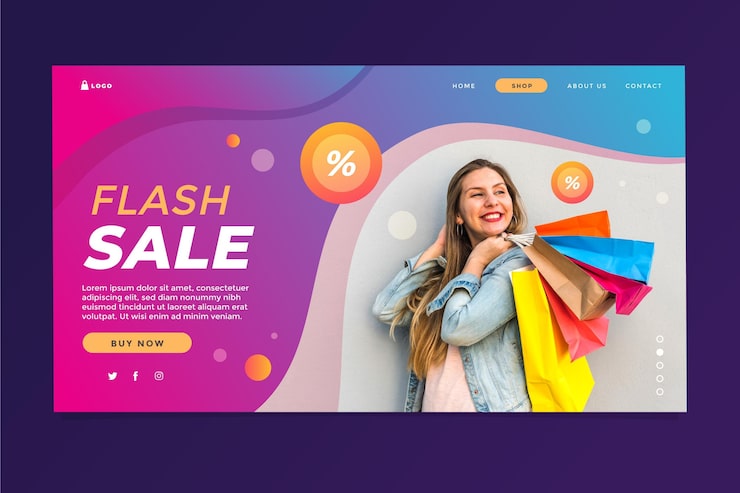 LOGO
HOME SHOP ABOUT US CONTACT
%
%
FLASH
SALE
Lorem ipsum dolor sit amet, consectetuer
adipiscing elit, sed diam nonummy nibh
euismod tincidunt ut laoreet aliquam erat
volutpat. Ut wisi enim ad minim veniam.
BUY NOW